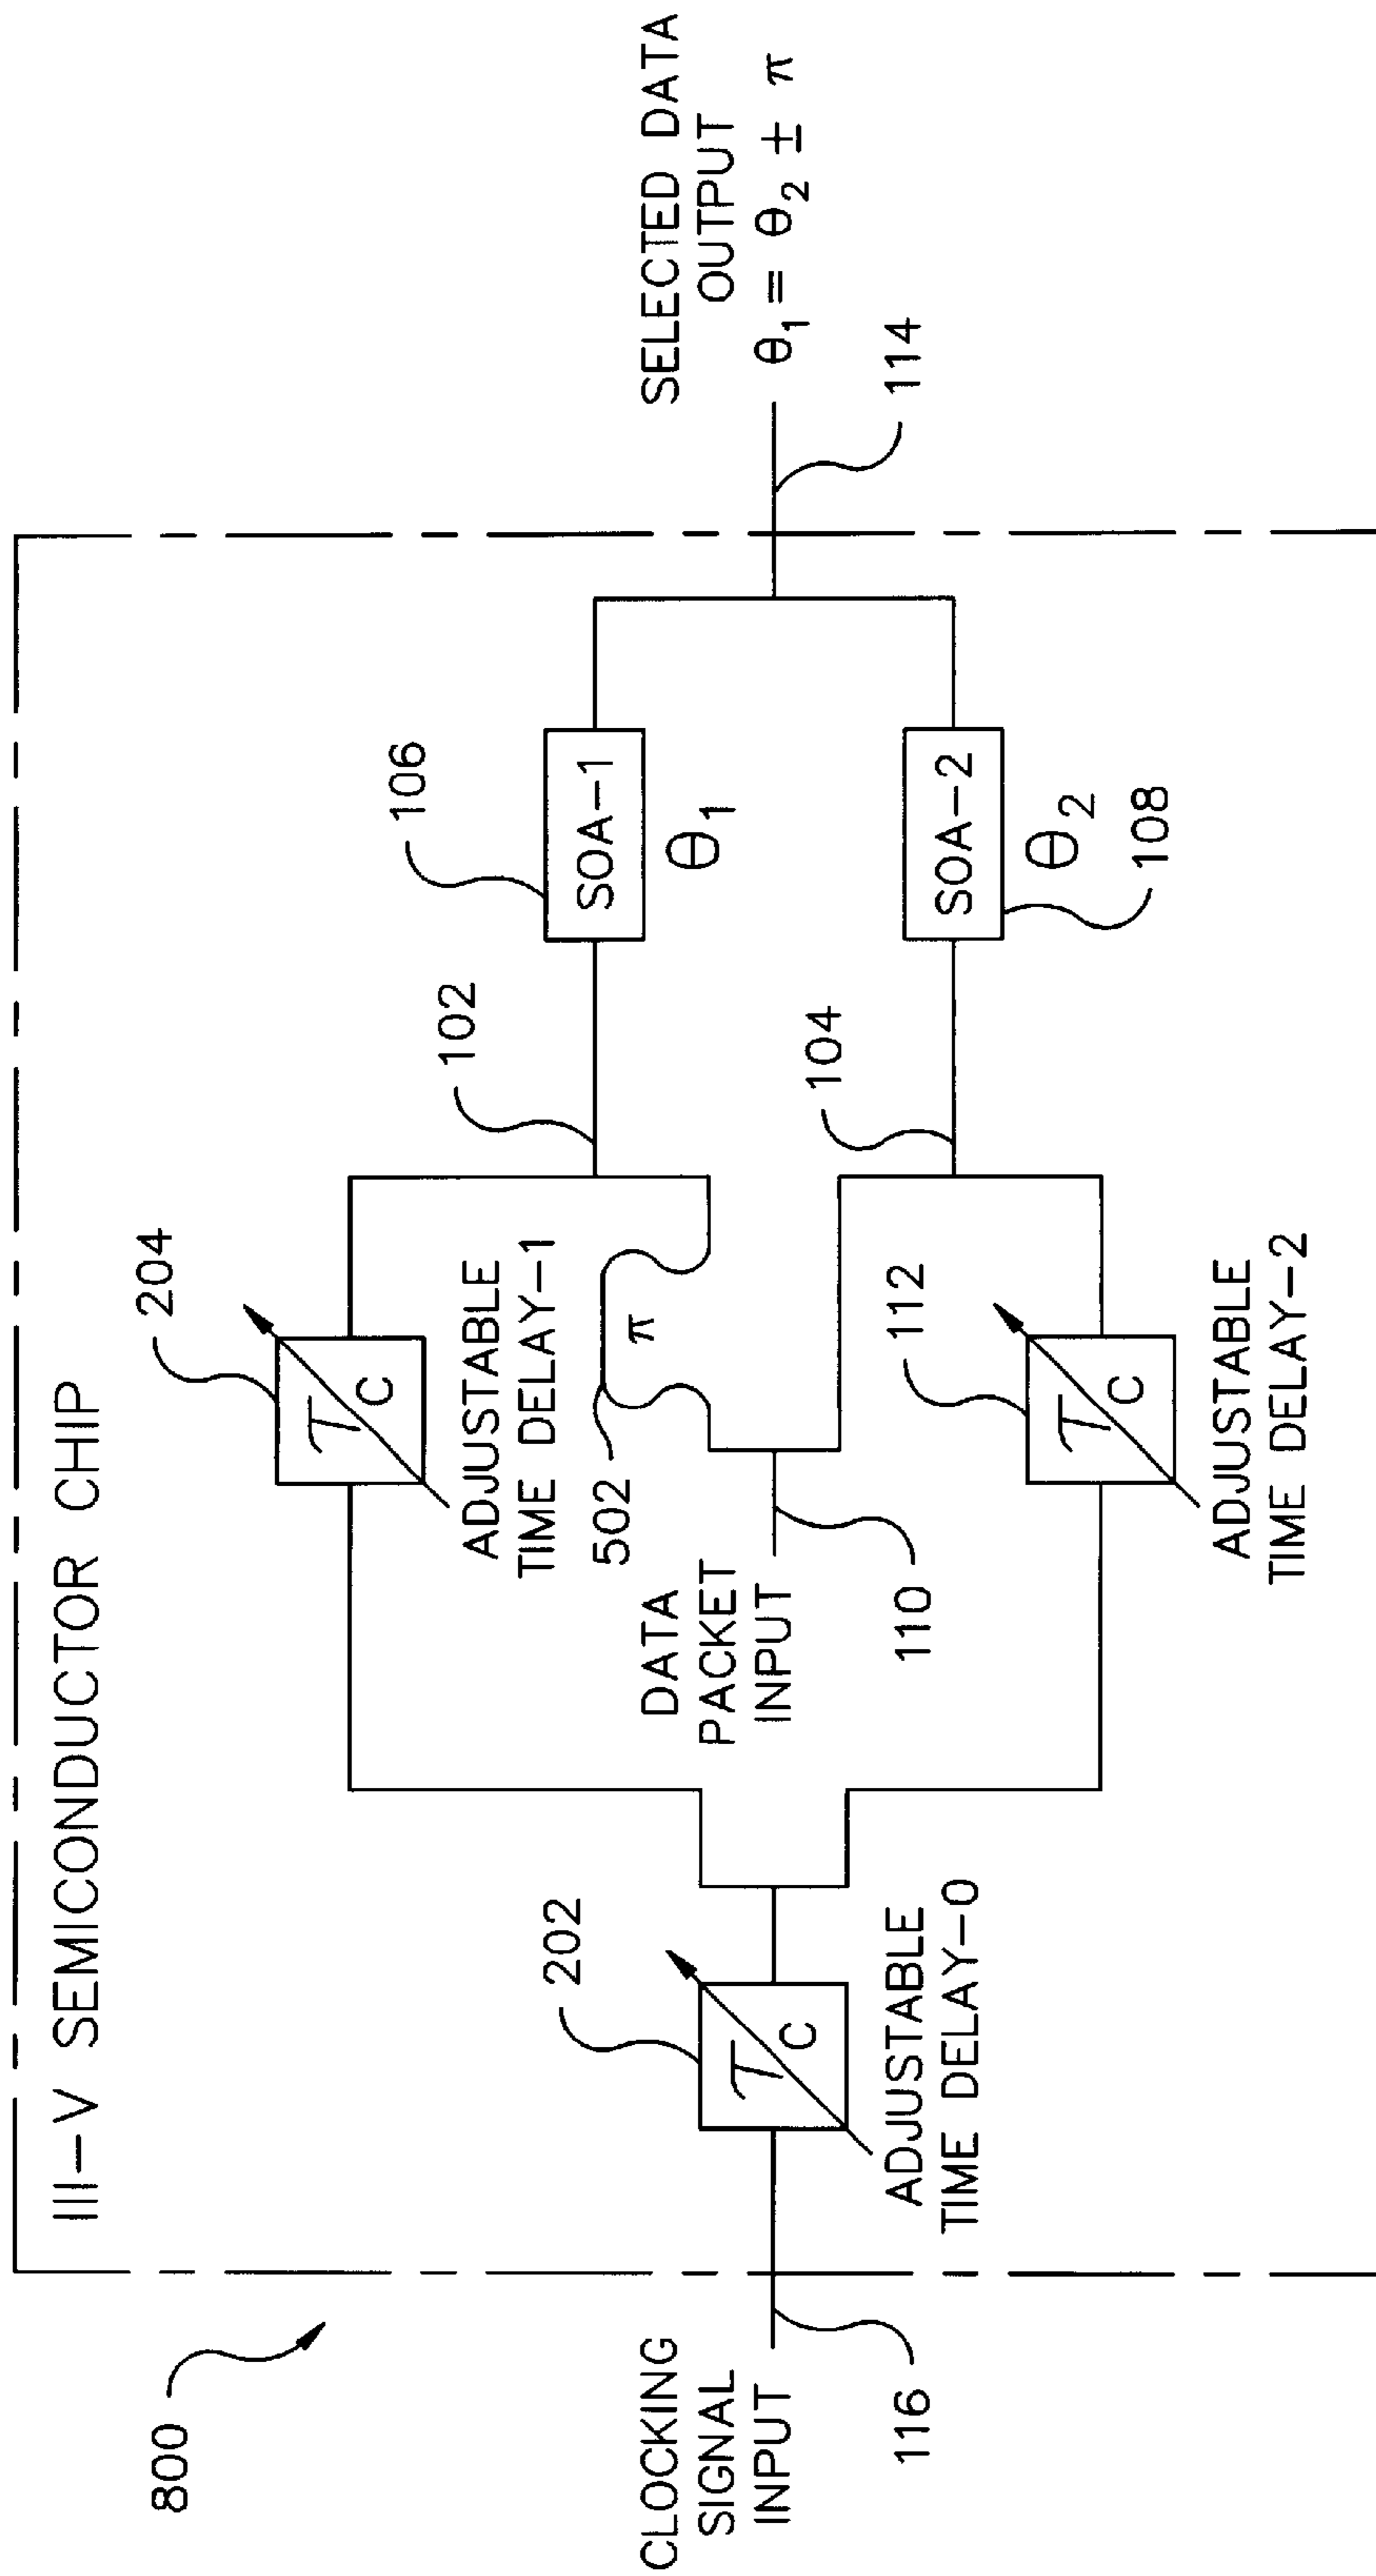 800
III-V SEMICONDUCTOR CHIP
CLOCKING
SIGNAL
INPUT
116
202
τ
C
ADJUSTABLE
TIME DELAY-0
204
τ
C
ADJUSTABLE
TIME DELAY-1
502
π
DATA
PACKET
INPUT
110
112
τ
C
ADJUSTABLE
TIME DELAY-2
102
104
106
SOA-1
θ1
SOA-2
θ2
108
SELECTED DATA
OUTPUT
θ1 = θ2 ± π
114